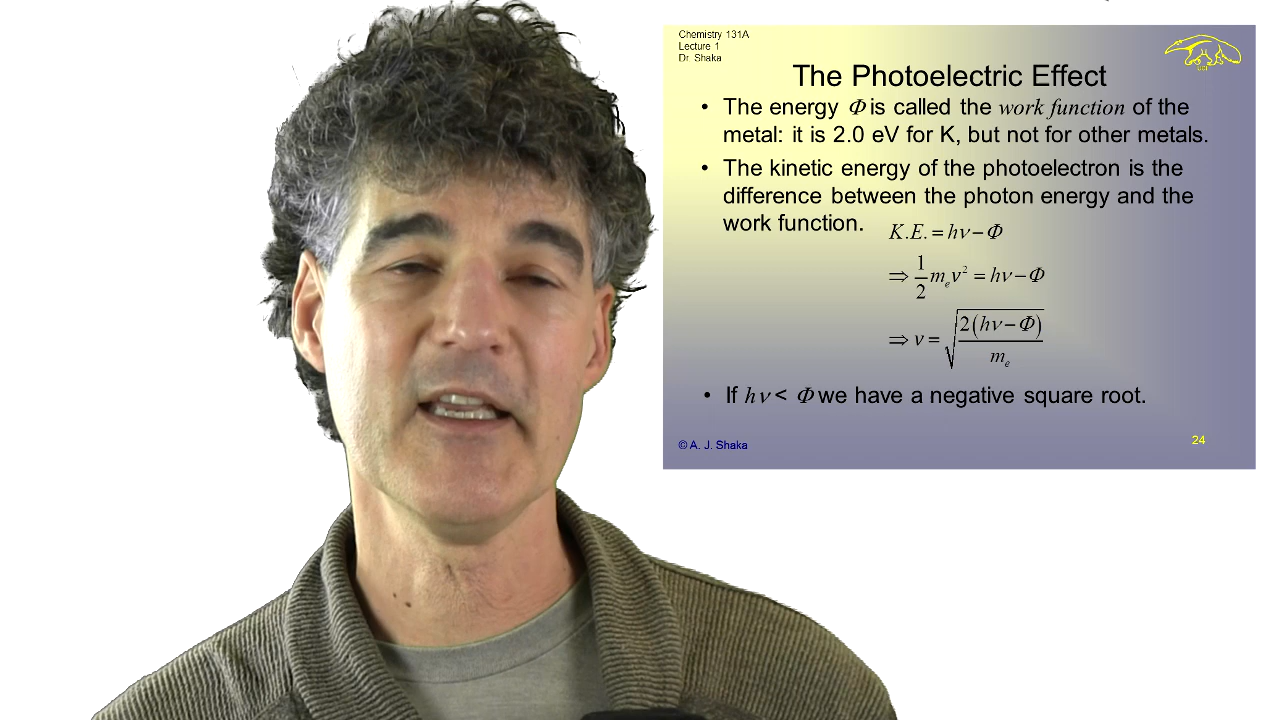 Chemistry 131A
Lecture 1
Dr. Shaka
The Photoelectric Effect
• The energy Φ is called the work function of the
metal: it is 2.0 eV for K, but not for other metals.
• The kinetic energy of the photoelectron is the
difference between the photon energy and the
work function.
K.E. = hν − Φ
⇒ 1/2 mₑv² = hν − Φ
⇒ v = √(2(hν − Φ)/mₑ)
• If hν < Φ we have a negative square root.
© A. J. Shaka
24